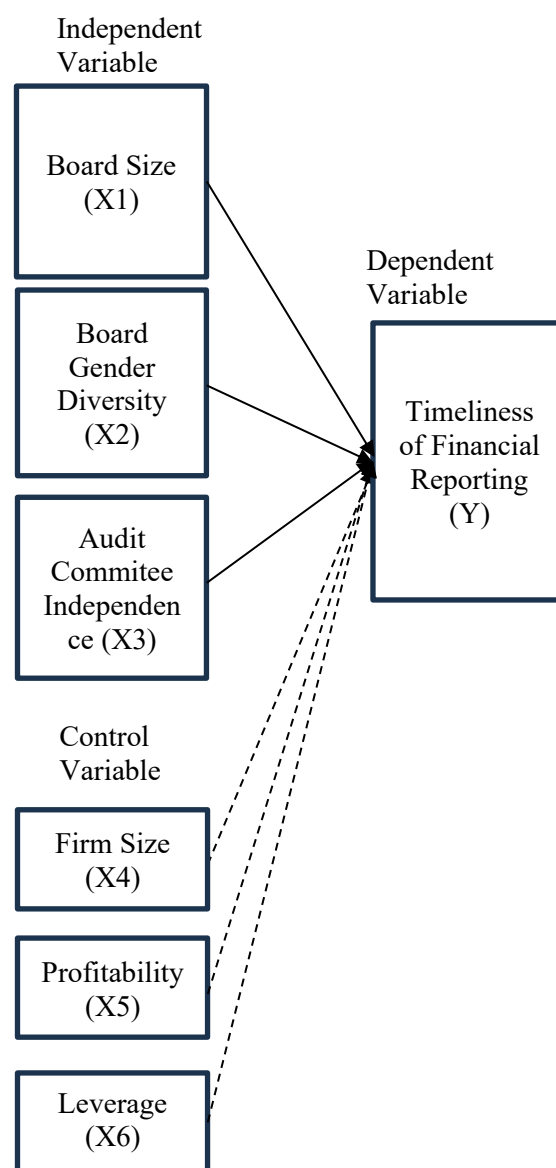 Independent
Variable
Board Size
(X1)
Board
Gender
Diversity
(X2)
Audit
Commitee
Independen
ce (X3)
Dependent
Variable
Timeliness
of Financial
Reporting
(Y)
Control
Variable
Firm Size
(X4)
Profitability
(X5)
Leverage
(X6)